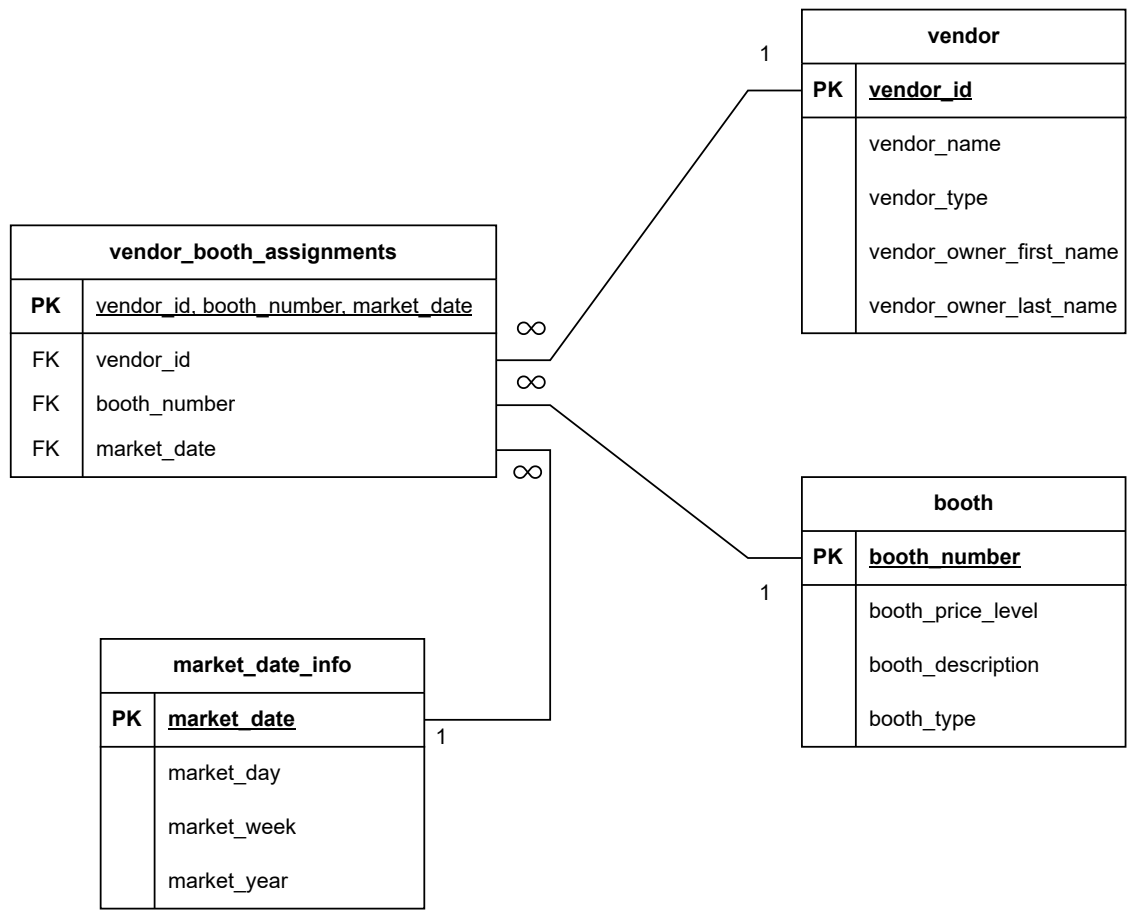 1
vendor
PK vendor_id
vendor_name
vendor_type
vendor_owner_first_name
vendor_owner_last_name
vendor_booth_assignments
PK vendor_id, booth_number, market_date
FK vendor_id
FK booth_number
FK market_date
∞
∞
∞
booth
PK booth_number
booth_price_level
booth_description
booth_type
1
market_date_info
PK market_date
market_day
market_week
market_year
1